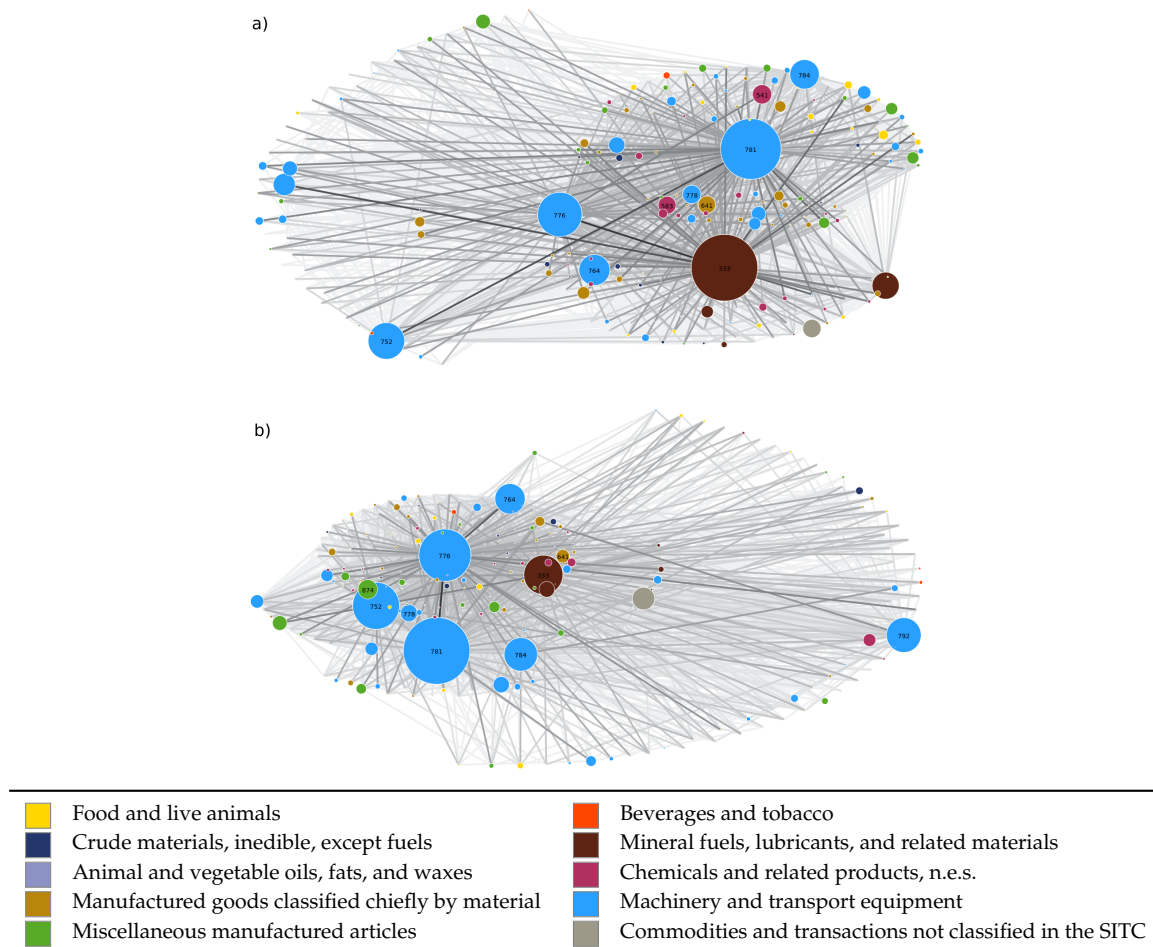 a)
784
541
781
778
583
641
776
333
764
752
b)
764
776
641
333
874
752
778
781
784
792
Food and live animals
Beverages and tobacco
Crude materials, inedible, except fuels
Mineral fuels, lubricants, and related materials
Animal and vegetable oils, fats, and waxes
Chemicals and related products, n.e.s.
Manufactured goods classified chiefly by material
Machinery and transport equipment
Miscellaneous manufactured articles
Commodities and transactions not classified in the SITC